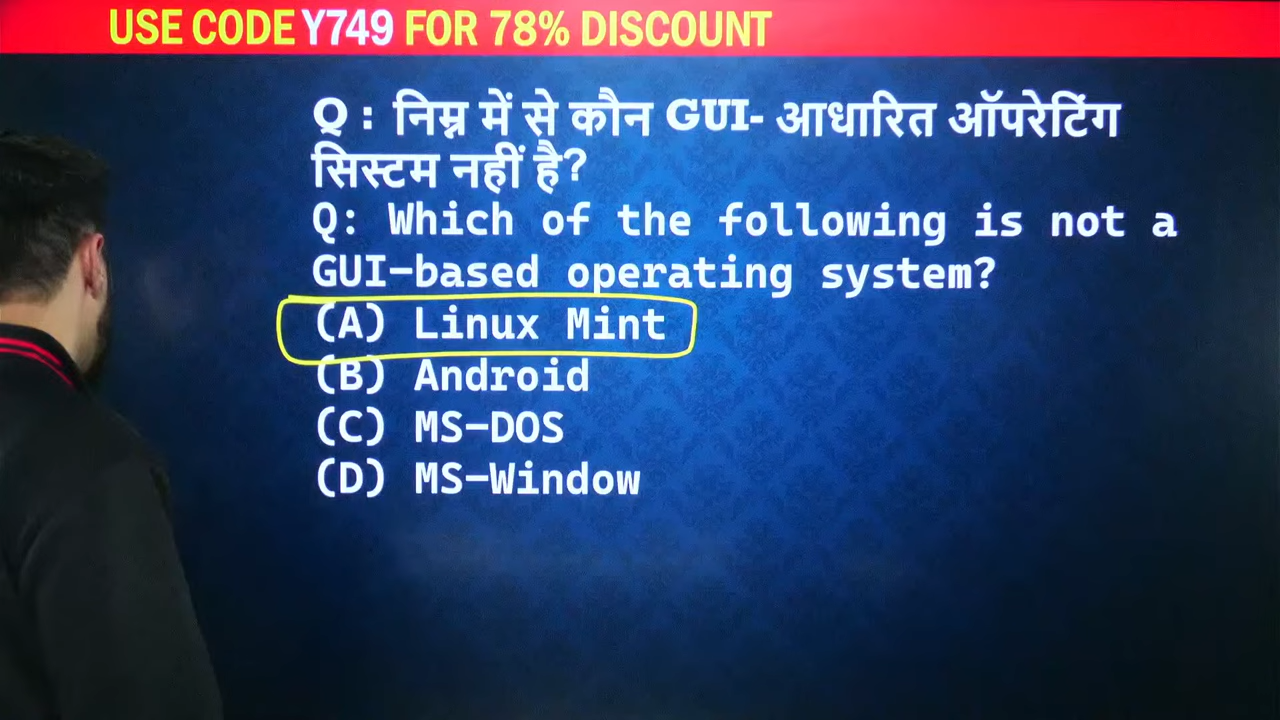 USE CODE Y749 FOR 78% DISCOUNT
Q : निम्न में से कौन GUI- आधारित ऑपरेटिंग
सिस्टम नहीं है?
Q: Which of the following is not a
GUI-based operating system?
(A) Linux Mint
(B) Android
(C) MS-DOS
(D) MS-Window